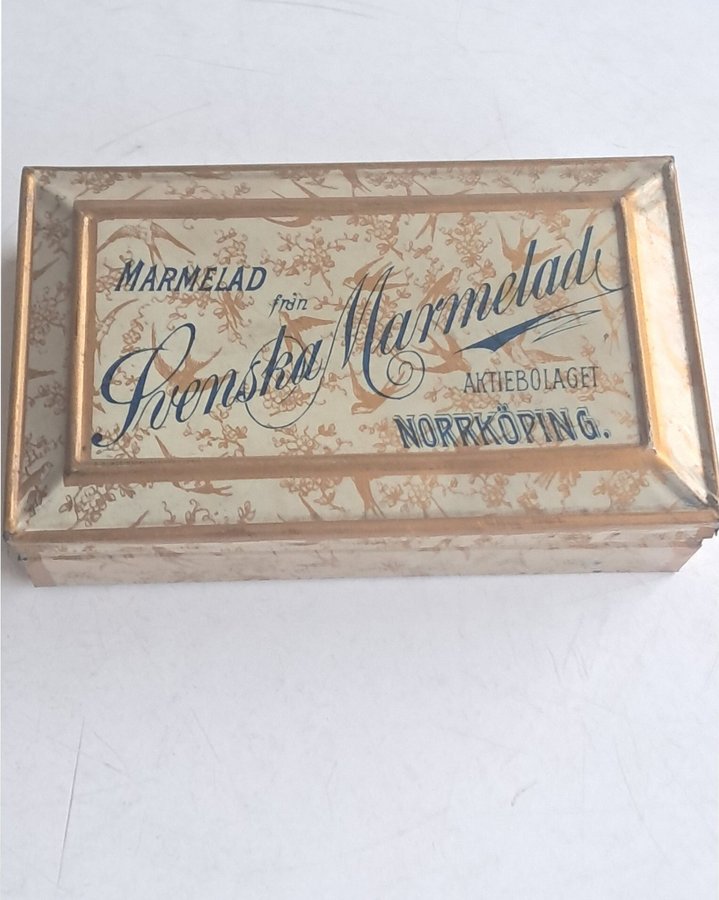 MARMELAD
från
Svenska Marmelad
AKTIEBOLAGET
NORRKÖPING.